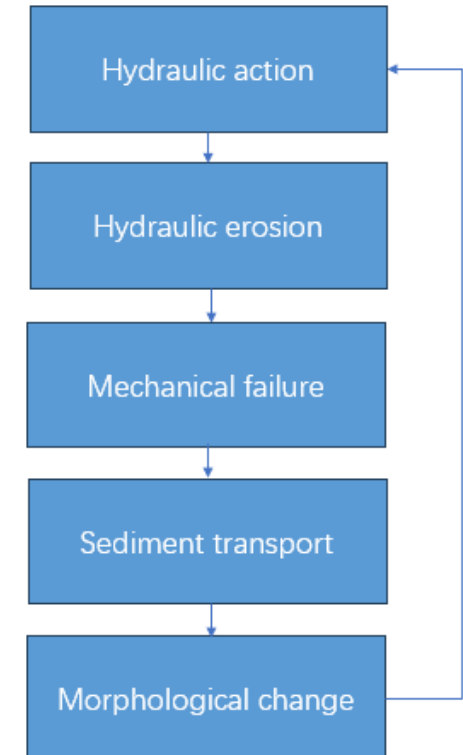 Hydraulic action
Hydraulic erosion
Mechanical failure
Sediment transport
Morphological change